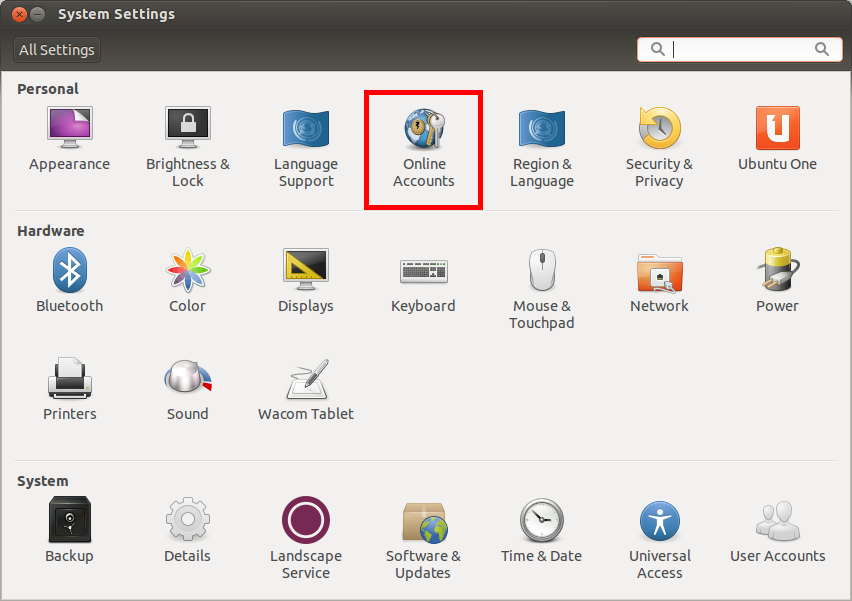 System Settings
All Settings
Personal
Appearance
Brightness &
Lock
Language
Support
Online
Accounts
Region &
Language
Security &
Privacy
Ubuntu One
Hardware
Bluetooth
Color
Displays
Keyboard
Mouse &
Touchpad
Network
Power
Printers
Sound
Wacom Tablet
System
Backup
Details
Landscape
Service
Software &
Updates
Time & Date
Universal
Access
User Accounts